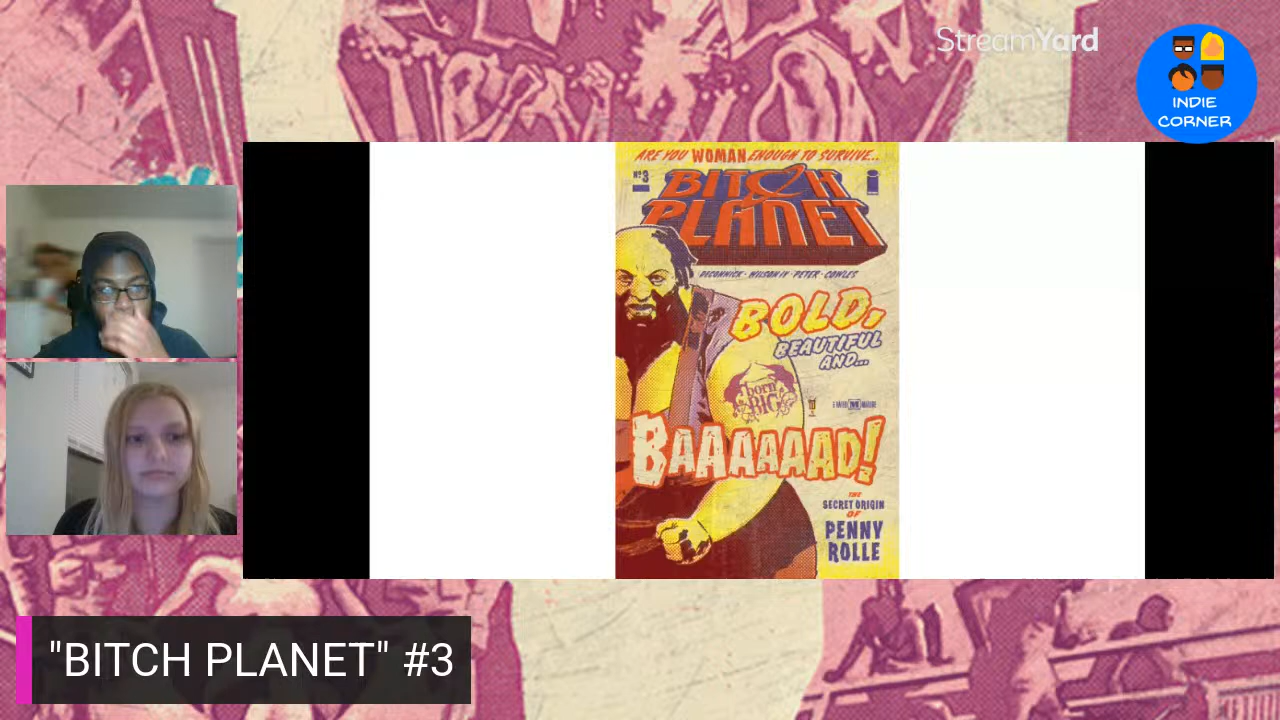 StreamYard
INDIE
CORNER
ARE YOU WOMAN ENOUGH TO SURVIVE..
Nº3
BITCH
PLANET
DECONNICK · WILSON IV · PETER · COWLES
BOLD,
BEAUTIFUL
AND...
born
BIG
BAAAAAAD!
THE
SECRET ORIGIN
OF
PENNY
ROLLE
"BITCH PLANET" #3